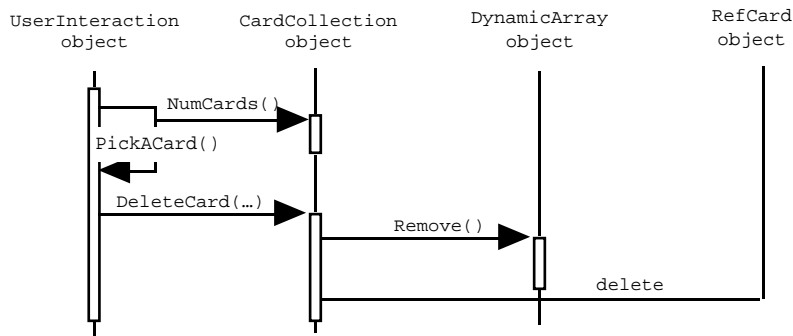 UserInteraction object
CardCollection object
DynamicArray object
RefCard object
NumCards()
PickACard()
DeleteCard(…)
Remove()
delete